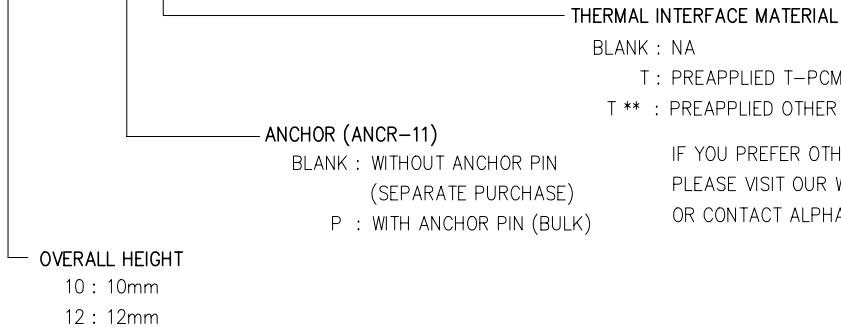 THERMAL INTERFACE MATERIAL
BLANK : NA
T : PREAPPLIED T-PCM
T ** : PREAPPLIED OTHER
IF YOU PREFER OTH
PLEASE VISIT OUR W
OR CONTACT ALPHA
ANCHOR (ANCR-11)
BLANK : WITHOUT ANCHOR PIN
(SEPARATE PURCHASE)
P : WITH ANCHOR PIN (BULK)
OVERALL HEIGHT
10 : 10mm
12 : 12mm